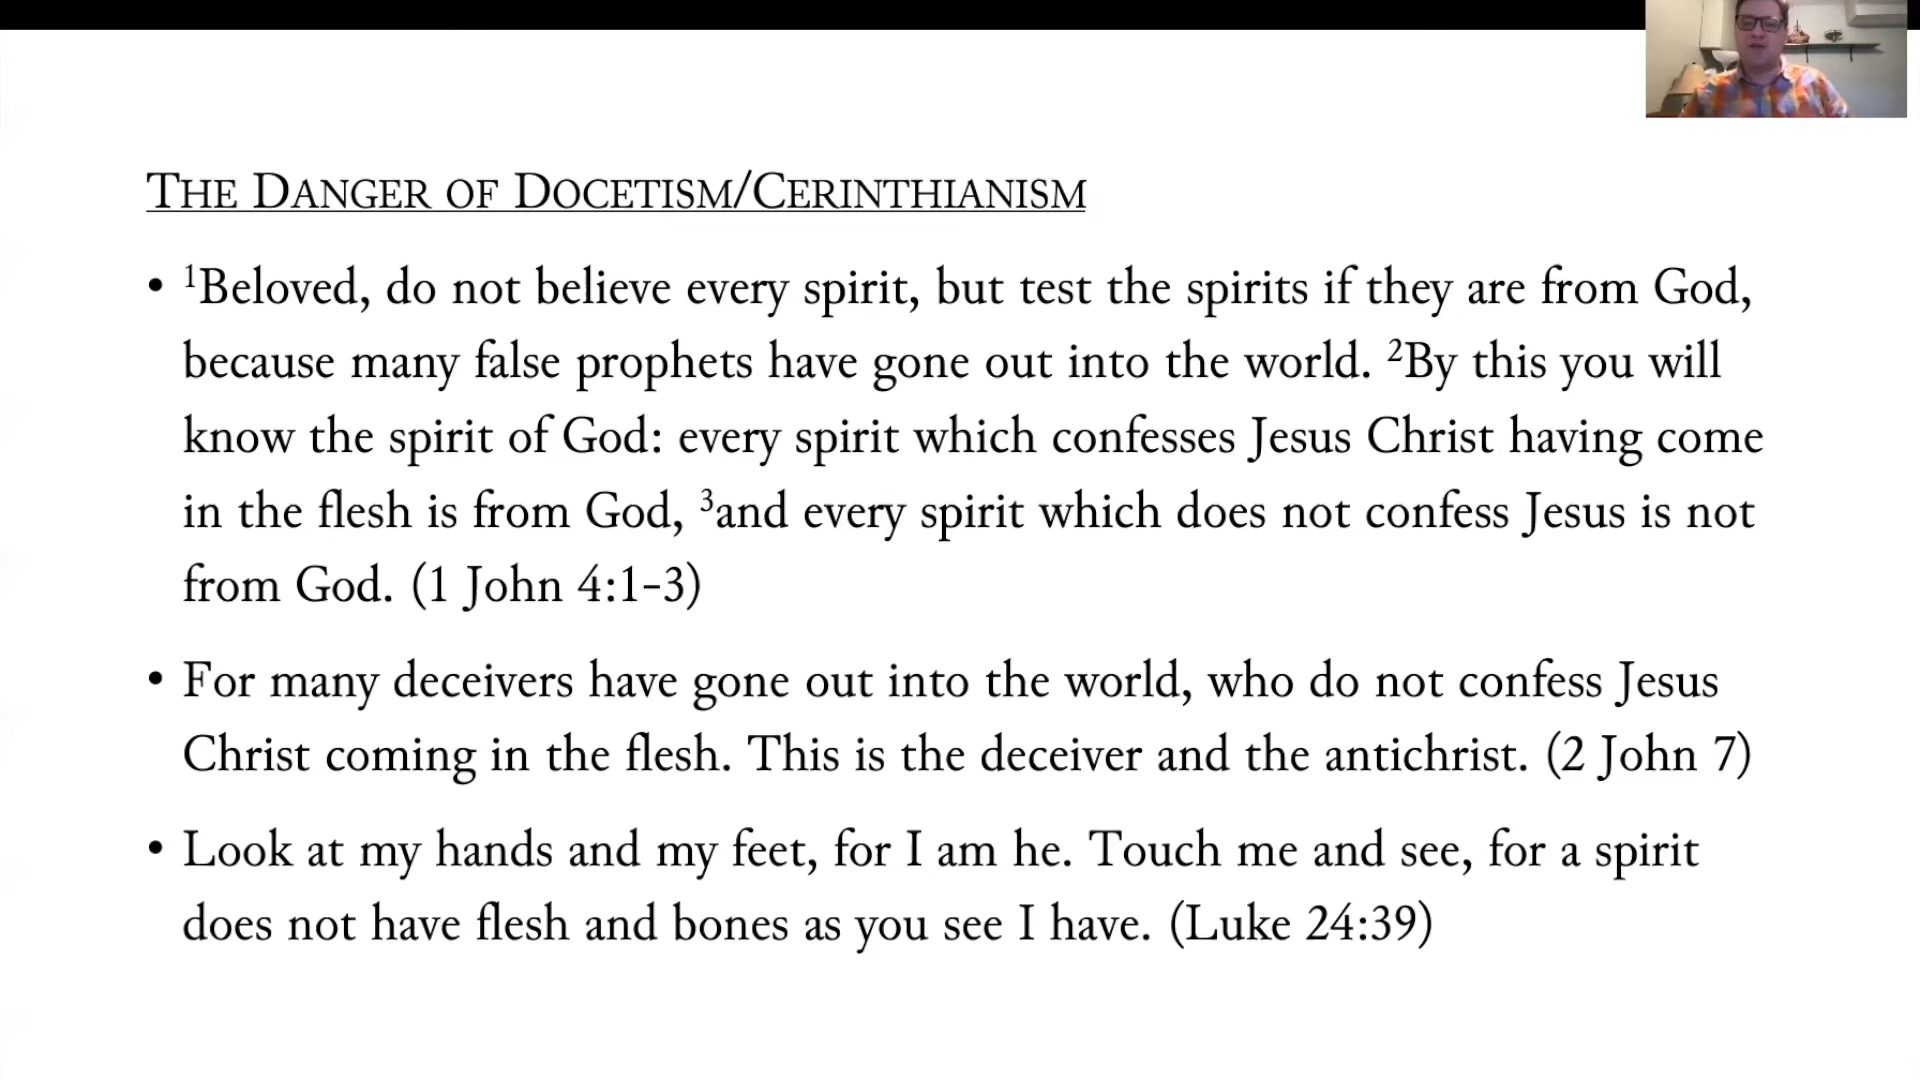 THE DANGER OF DOCETISM/CERINTHIANISM
• ¹Beloved, do not believe every spirit, but test the spirits if they are from God,
because many false prophets have gone out into the world. ²By this you will
know the spirit of God: every spirit which confesses Jesus Christ having come
in the flesh is from God, ³and every spirit which does not confess Jesus is not
from God. (1 John 4:1-3)
• For many deceivers have gone out into the world, who do not confess Jesus
Christ coming in the flesh. This is the deceiver and the antichrist. (2 John 7)
• Look at my hands and my feet, for I am he. Touch me and see, for a spirit
does not have flesh and bones as you see I have. (Luke 24:39)